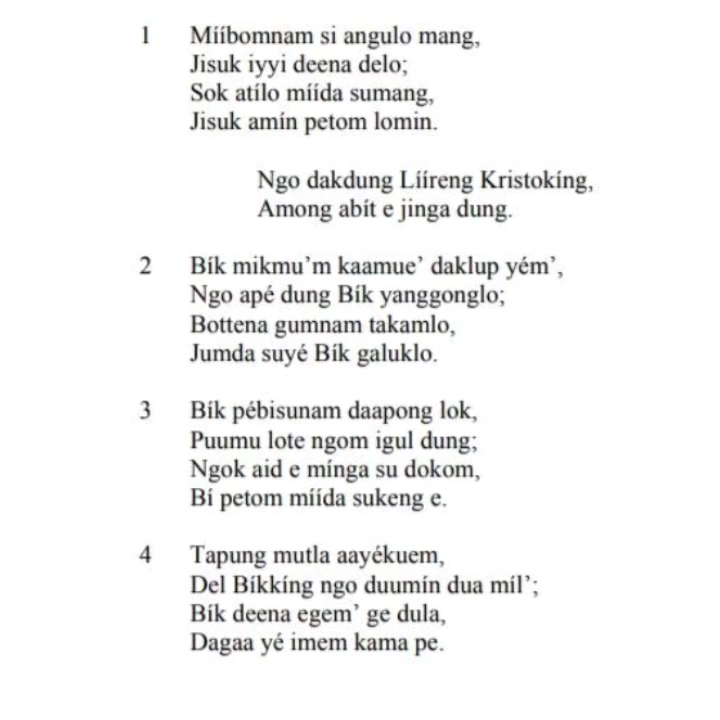 1 Mííbomnam si angulo mang,
Jisuk iyyi deena delo;
Sok atílo míída sumang,
Jisuk amín petom lomin.
Ngo dakdung Lííreng Kristokíng,
Among abít e jinga dung.
2 Bík mikmu’m kaamue’ daklup yém’,
Ngo apé dung Bík yanggonglo;
Bottena gumnam takamlo,
Jumda suyé Bík galuklo.
3 Bík pébisunam daapong lok,
Puumu lote ngom igul dung;
Ngok aid e mínga su dokom,
Bí petom míída sukeng e.
4 Tapung mutla aayékuem,
Del Bíkkíng ngo duumín dua míl’;
Bík deena egem’ ge dula,
Dagaa yé imem kama pe.